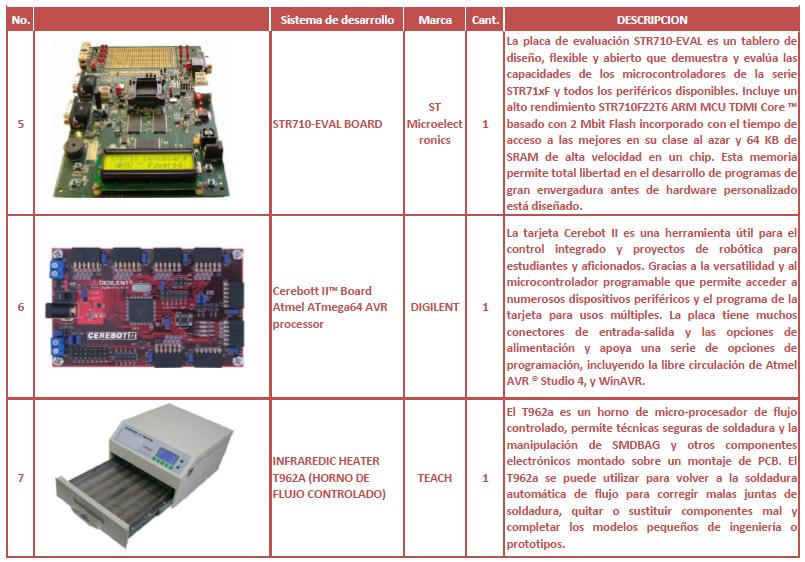 No. Sistema de desarrollo Marca Cant. DESCRIPCION
5
STR710-EVAL BOARD
ST
Microelect
ronics
1
La placa de evaluación STR710-EVAL es un tablero de
diseño, flexible y abierto que demuestra y evalúa las
capacidades de los microcontroladores de la serie
STR71xF y todos los periféricos disponibles. Incluye un
alto rendimiento STR710FZ2T6 ARM MCU TDMI Core ™
basado con 2 Mbit Flash incorporado con el tiempo de
acceso a las mejores en su clase al azar y 64 KB de
SRAM de alta velocidad en un chip. Esta memoria
permite total libertad en el desarrollo de programas de
gran envergadura antes de hardware personalizado
está diseñado.
6
DIGILENT
CEREBOT II
Cerebott II™ Board
Atmel ATmega64 AVR
processor
DIGILENT
1
La tarjeta Cerebot II es una herramienta útil para el
control integrado y proyectos de robótica para
estudiantes y aficionados. Gracias a la versatilidad y al
microcontrolador programable que permite acceder a
numerosos dispositivos periféricos y el programa de la
tarjeta para usos múltiples. La placa tiene muchos
conectores de entrada-salida y las opciones de
alimentación y apoya una serie de opciones de
programación, incluyendo la libre circulación de Atmel
AVR ® Studio 4, y WinAVR.
7
INFRAREDIC HEATER
T962A (HORNO DE
FLUJO CONTROLADO)
TEACH
1
El T962a es un horno de micro-procesador de flujo
controlado, permite técnicas seguras de soldadura y la
manipulación de SMDBAG y otros componentes
electrónicos montado sobre un montaje de PCB. El
T962a se puede utilizar para volver a la soldadura
automática de flujo para corregir malas juntas de
soldadura, quitar o sustituir componentes mal y
completar los modelos pequeños de ingeniería o
prototipos.